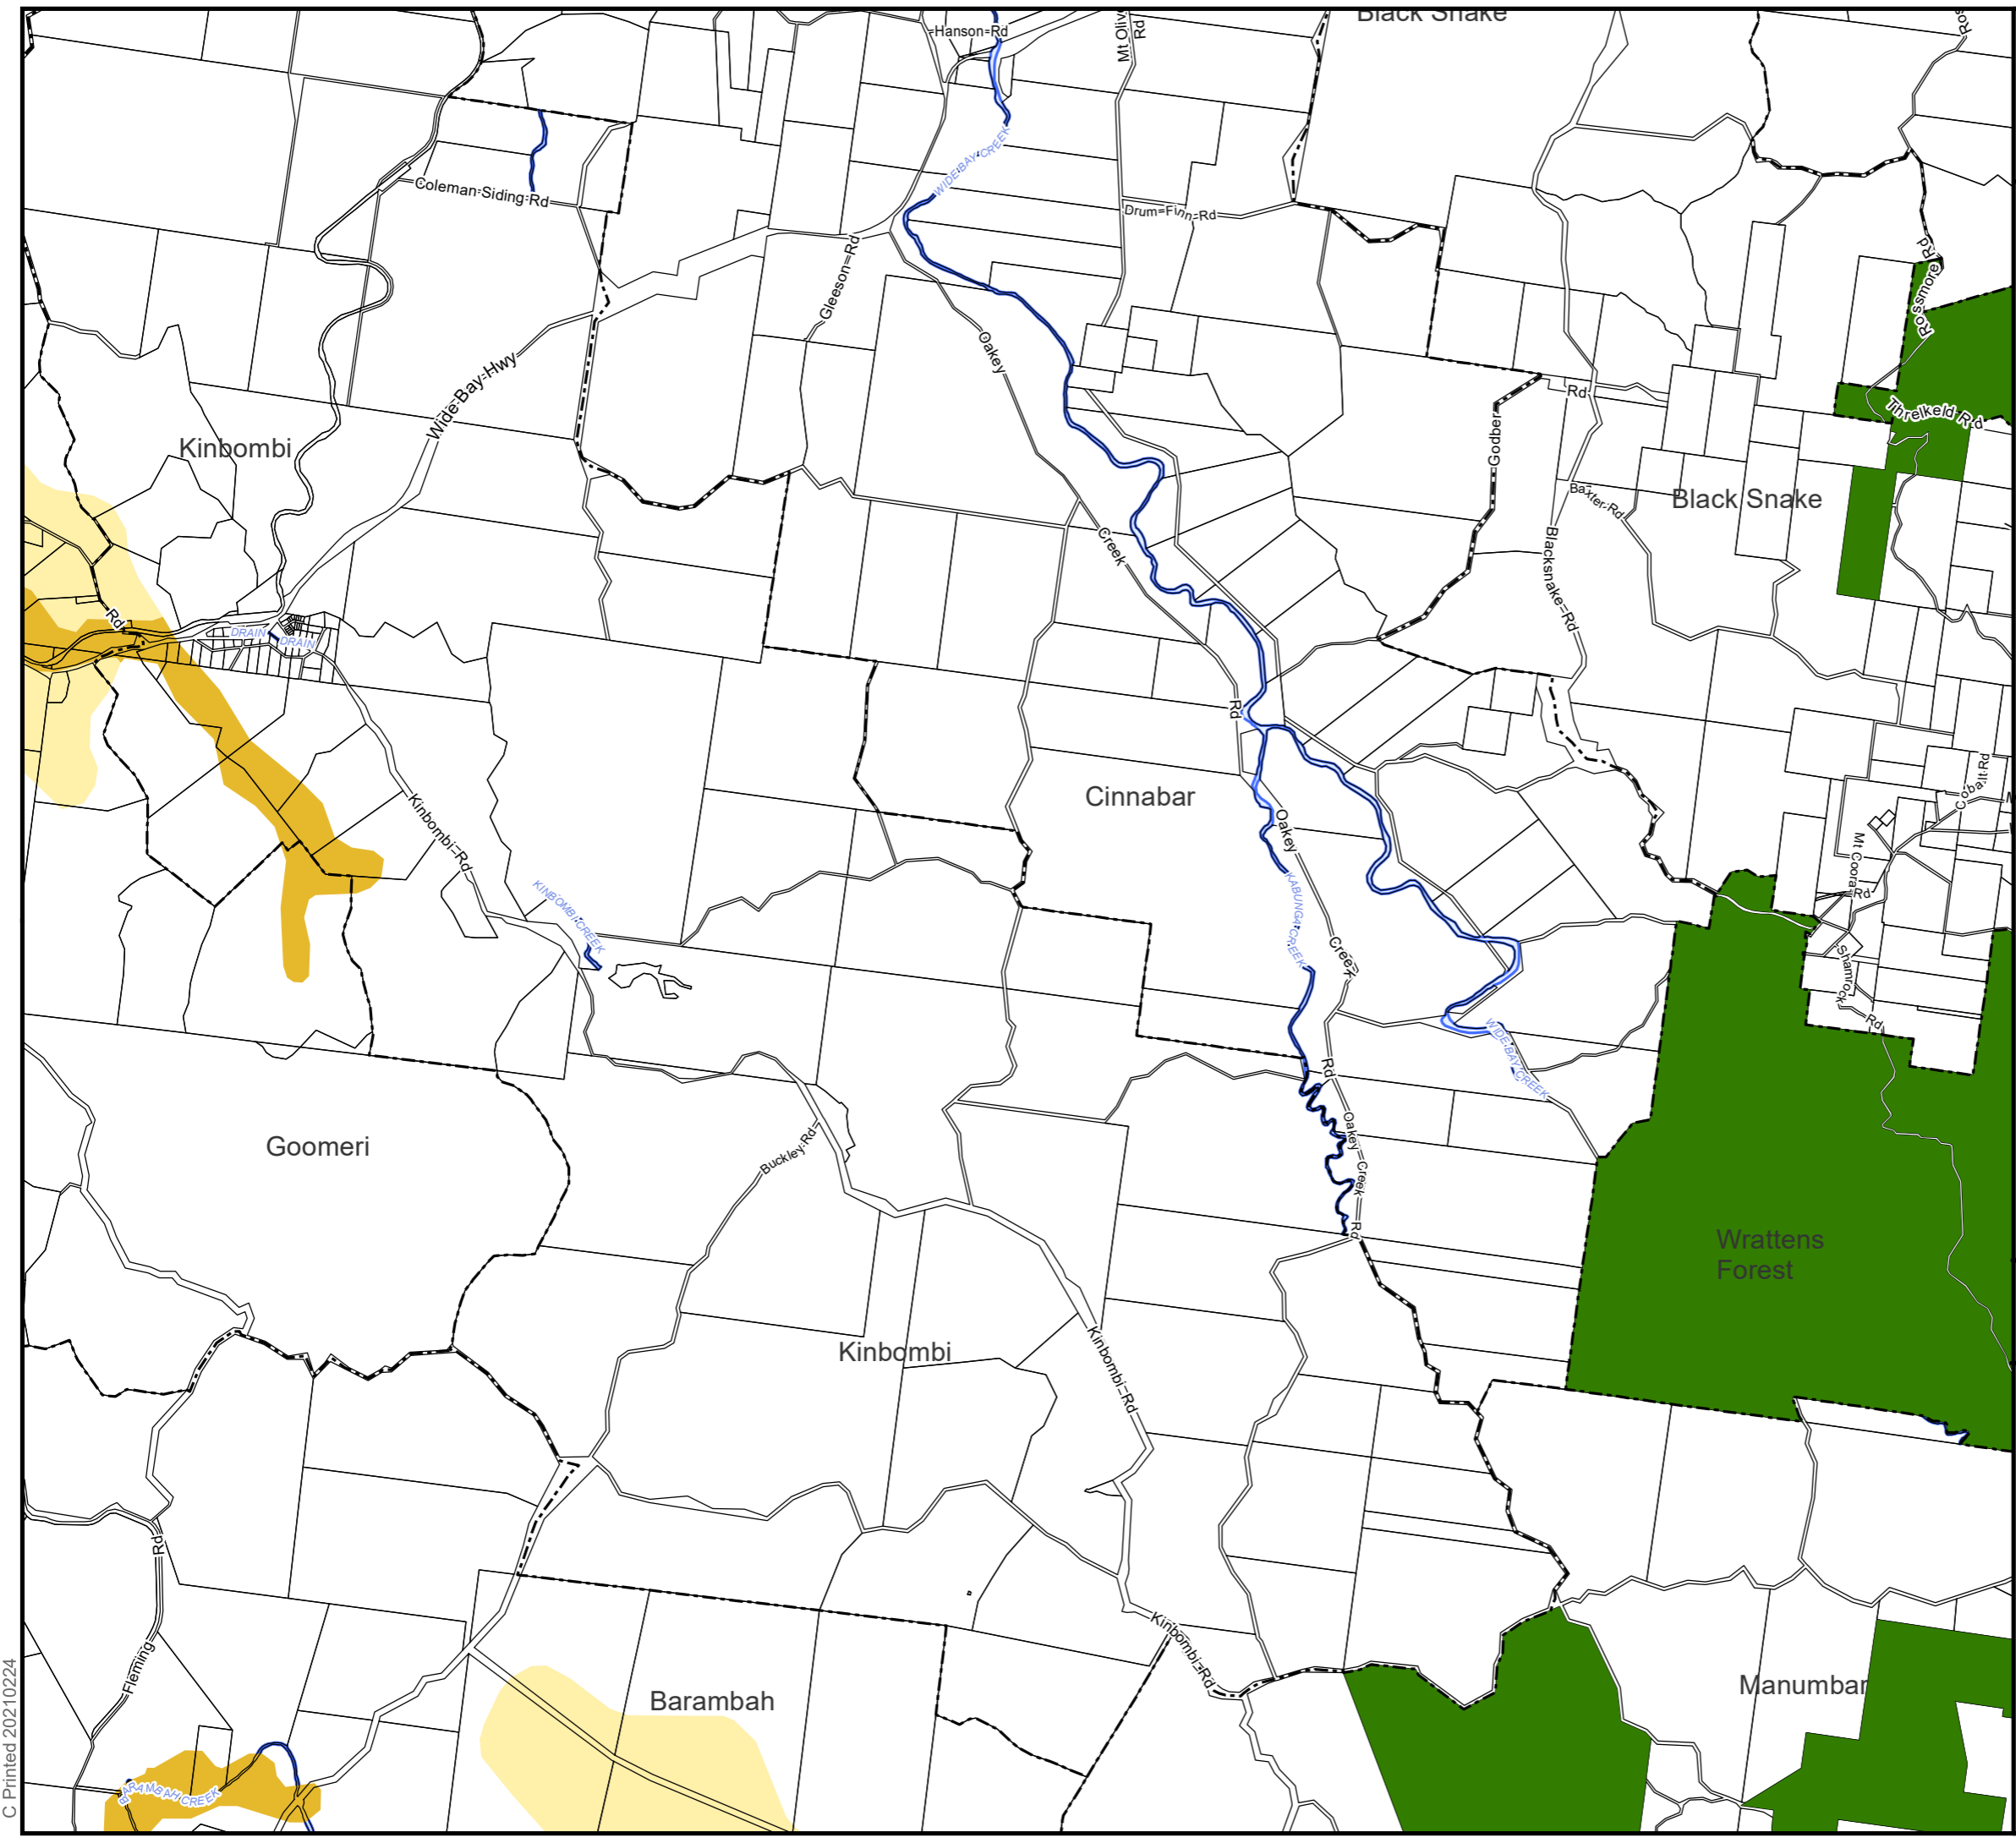 Black Snake
Hanson Rd
Mt Olive
Rd
WIDE BAY CREEK
Coleman Siding Rd
Drum Finn Rd
Gleeson Rd
Rossmore Rd
Oakey
Wide Bay Hwy
Rd
Threlkeld Rd
Godber
Kinbombi
Black Snake
Baxter Rd
Creek
Blacksnake Rd
Rd
DRAIN
DRAIN
Rd
Cinnabar
Cobalt Rd
Kinbombi Rd
Oakey
Mt Coora
Rd
KINBOMBI CREEK
KABUNGA CREEK
Creek
Shamrock
Rd
WIDE BAY CREEK
Rd
Goomeri
Buckley Rd
Oakey Creek
Rd
Wrattens
Forest
Kinbombi
Kinbombi Rd
Rd
Fleming
Kinbombi Rd
Barambah
Manumbar
BARAMBAH CREEK
C Printed 20210224